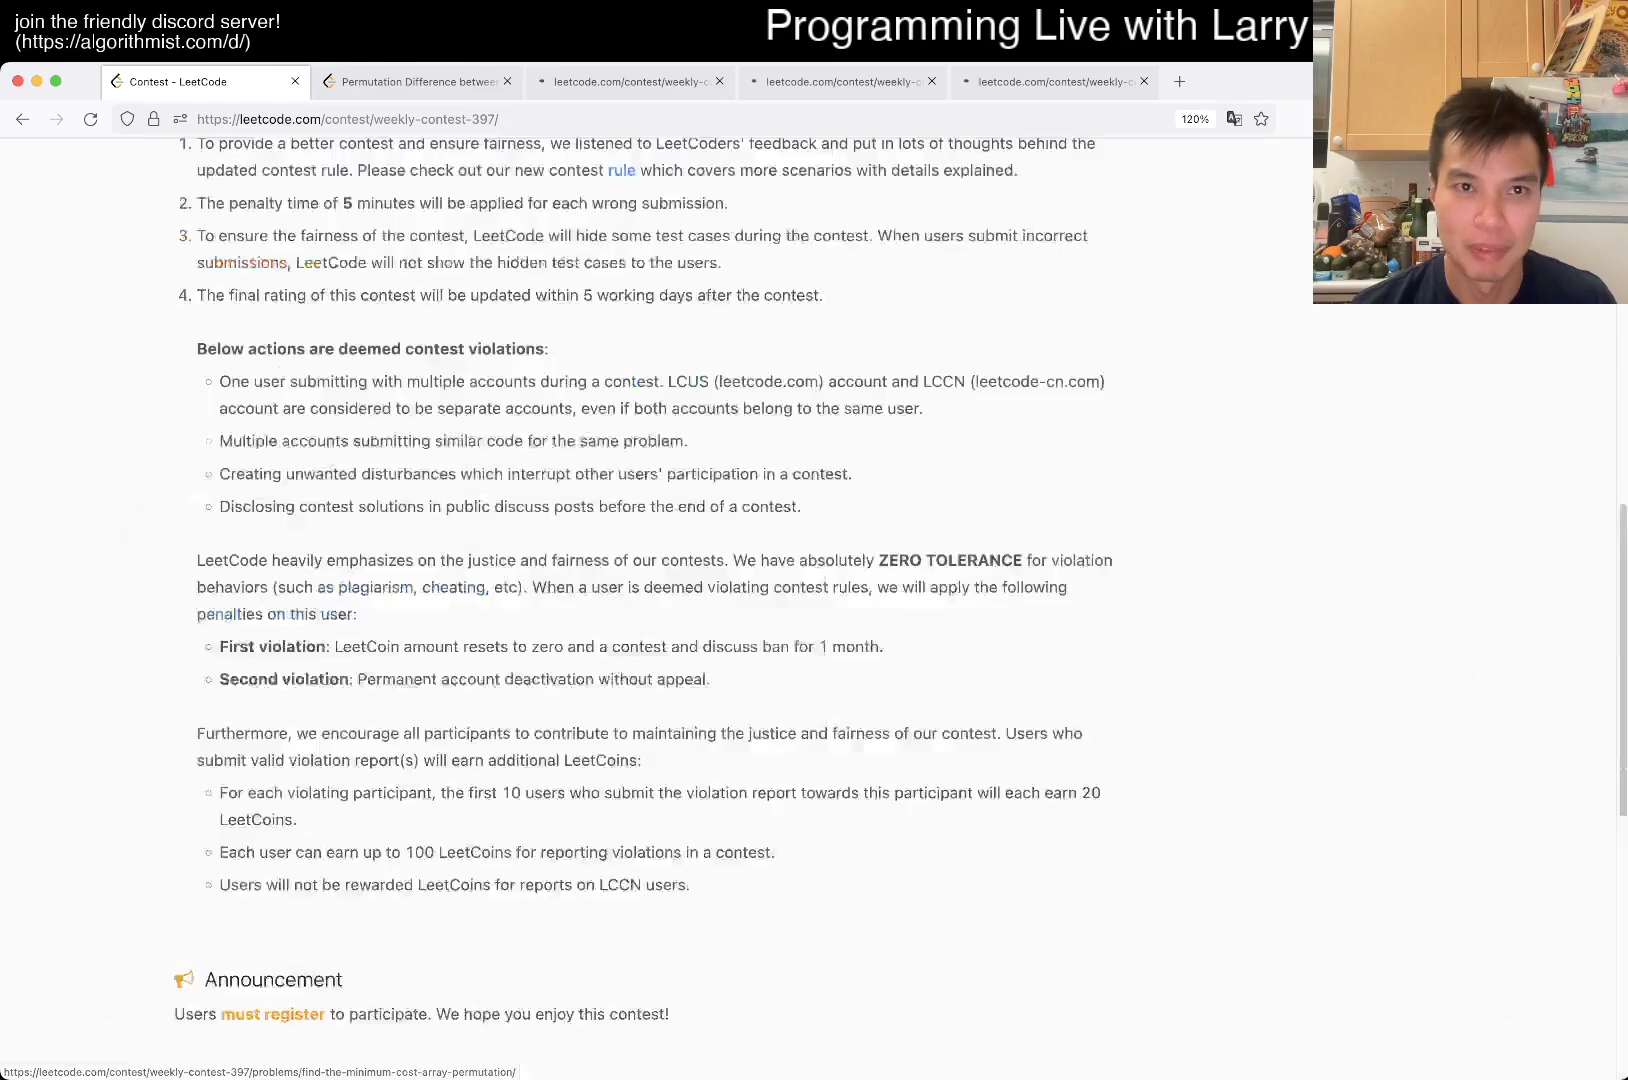 join the friendly discord server!
(https://algorithmist.com/d/)
Programming Live with Larry
Contest - LeetCode
Permutation Difference betwee
leetcode.com/contest/weekly-c
leetcode.com/contest/weekly-c
leetcode.com/contest/weekly-c
https://leetcode.com/contest/weekly-contest-397/
120%
1. To provide a better contest and ensure fairness, we listened to LeetCoders' feedback and put in lots of thoughts behind the
updated contest rule. Please check out our new contest rule which covers more scenarios with details explained.
2. The penalty time of 5 minutes will be applied for each wrong submission.
3. To ensure the fairness of the contest, LeetCode will hide some test cases during the contest. When users submit incorrect
submissions, LeetCode will not show the hidden test cases to the users.
4. The final rating of this contest will be updated within 5 working days after the contest.
Below actions are deemed contest violations:
One user submitting with multiple accounts during a contest. LCUS (leetcode.com) account and LCCN (leetcode-cn.com)
account are considered to be separate accounts, even if both accounts belong to the same user.
Multiple accounts submitting similar code for the same problem.
Creating unwanted disturbances which interrupt other users' participation in a contest.
Disclosing contest solutions in public discuss posts before the end of a contest.
LeetCode heavily emphasizes on the justice and fairness of our contests. We have absolutely ZERO TOLERANCE for violation
behaviors (such as plagiarism, cheating, etc). When a user is deemed violating contest rules, we will apply the following
penalties on this user:
First violation: LeetCoin amount resets to zero and a contest and discuss ban for 1 month.
Second violation: Permanent account deactivation without appeal.
Furthermore, we encourage all participants to contribute to maintaining the justice and fairness of our contest. Users who
submit valid violation report(s) will earn additional LeetCoins:
For each violating participant, the first 10 users who submit the violation report towards this participant will each earn 20
LeetCoins.
Each user can earn up to 100 LeetCoins for reporting violations in a contest.
Users will not be rewarded LeetCoins for reports on LCCN users.
Announcement
Users must register to participate. We hope you enjoy this contest!
https://leetcode.com/contest/weekly-contest-397/problems/find-the-minimum-cost-array-permutation/